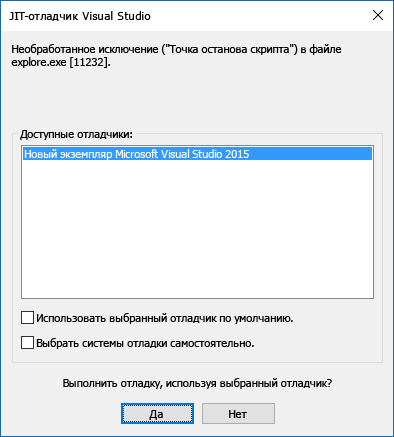 JIT-отладчик Visual Studio
Необработанное исключение ("Точка останова скрипта") в файле
explore.exe [11232].
Доступные отладчики:
Новый экземпляр Microsoft Visual Studio 2015
Использовать выбранный отладчик по умолчанию.
Выбрать системы отладки самостоятельно.
Выполнить отладку, используя выбранный отладчик?
Да
Нет